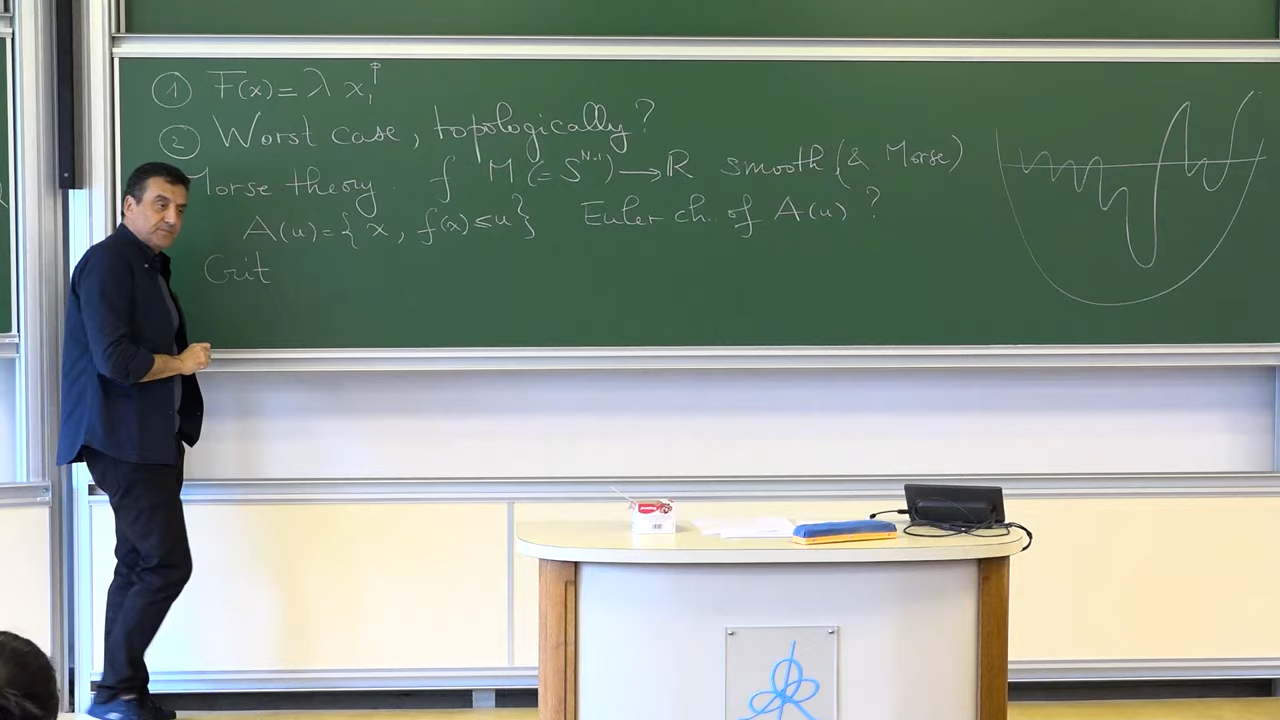 ① F(x) = λ x₁ᵖ
② Worst case, topologically?
Morse theory. f M (= Sᴺ⁻¹) → ℝ smooth, (& Morse)
A(u) = { x, f(x) ≤ u } Euler ch. of A(u) ?
Crit